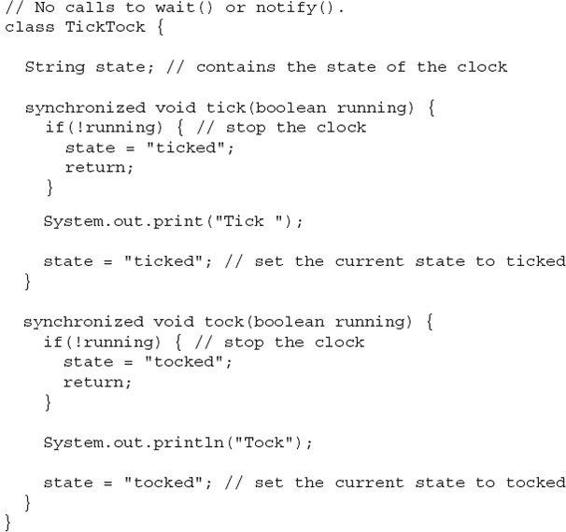 // No calls to wait() or notify().
class TickTock {
String state; // contains the state of the clock
synchronized void tick(boolean running) {
if(!running) { // stop the clock
state = "ticked";
return;
}
System.out.print("Tick ");
state = "ticked"; // set the current state to ticked
}
synchronized void tock(boolean running) {
if(!running) { // stop the clock
state = "tocked";
return;
}
System.out.println("Tock");
state = "tocked"; // set the current state to tocked
}
}